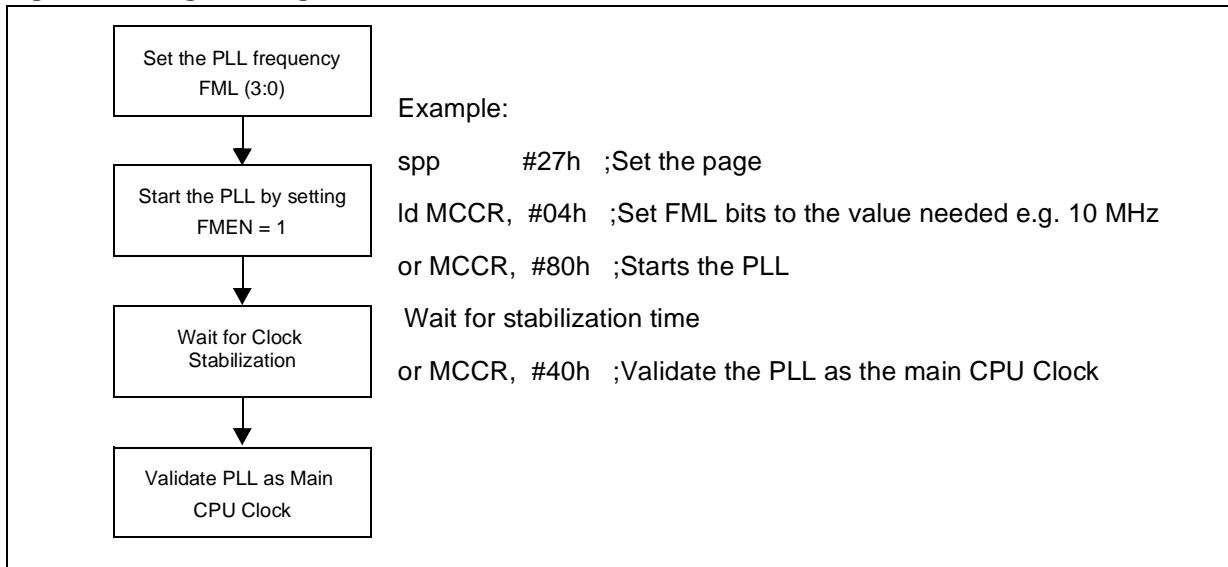 Set the PLL frequency
FML (3:0)
Start the PLL by setting
FMEN = 1
Wait for Clock
Stabilization
Validate PLL as Main
CPU Clock
Example:
spp #27h ;Set the page
ld MCCR, #04h ;Set FML bits to the value needed e.g. 10 MHz
or MCCR, #80h ;Starts the PLL
Wait for stabilization time
or MCCR, #40h ;Validate the PLL as the main CPU Clock